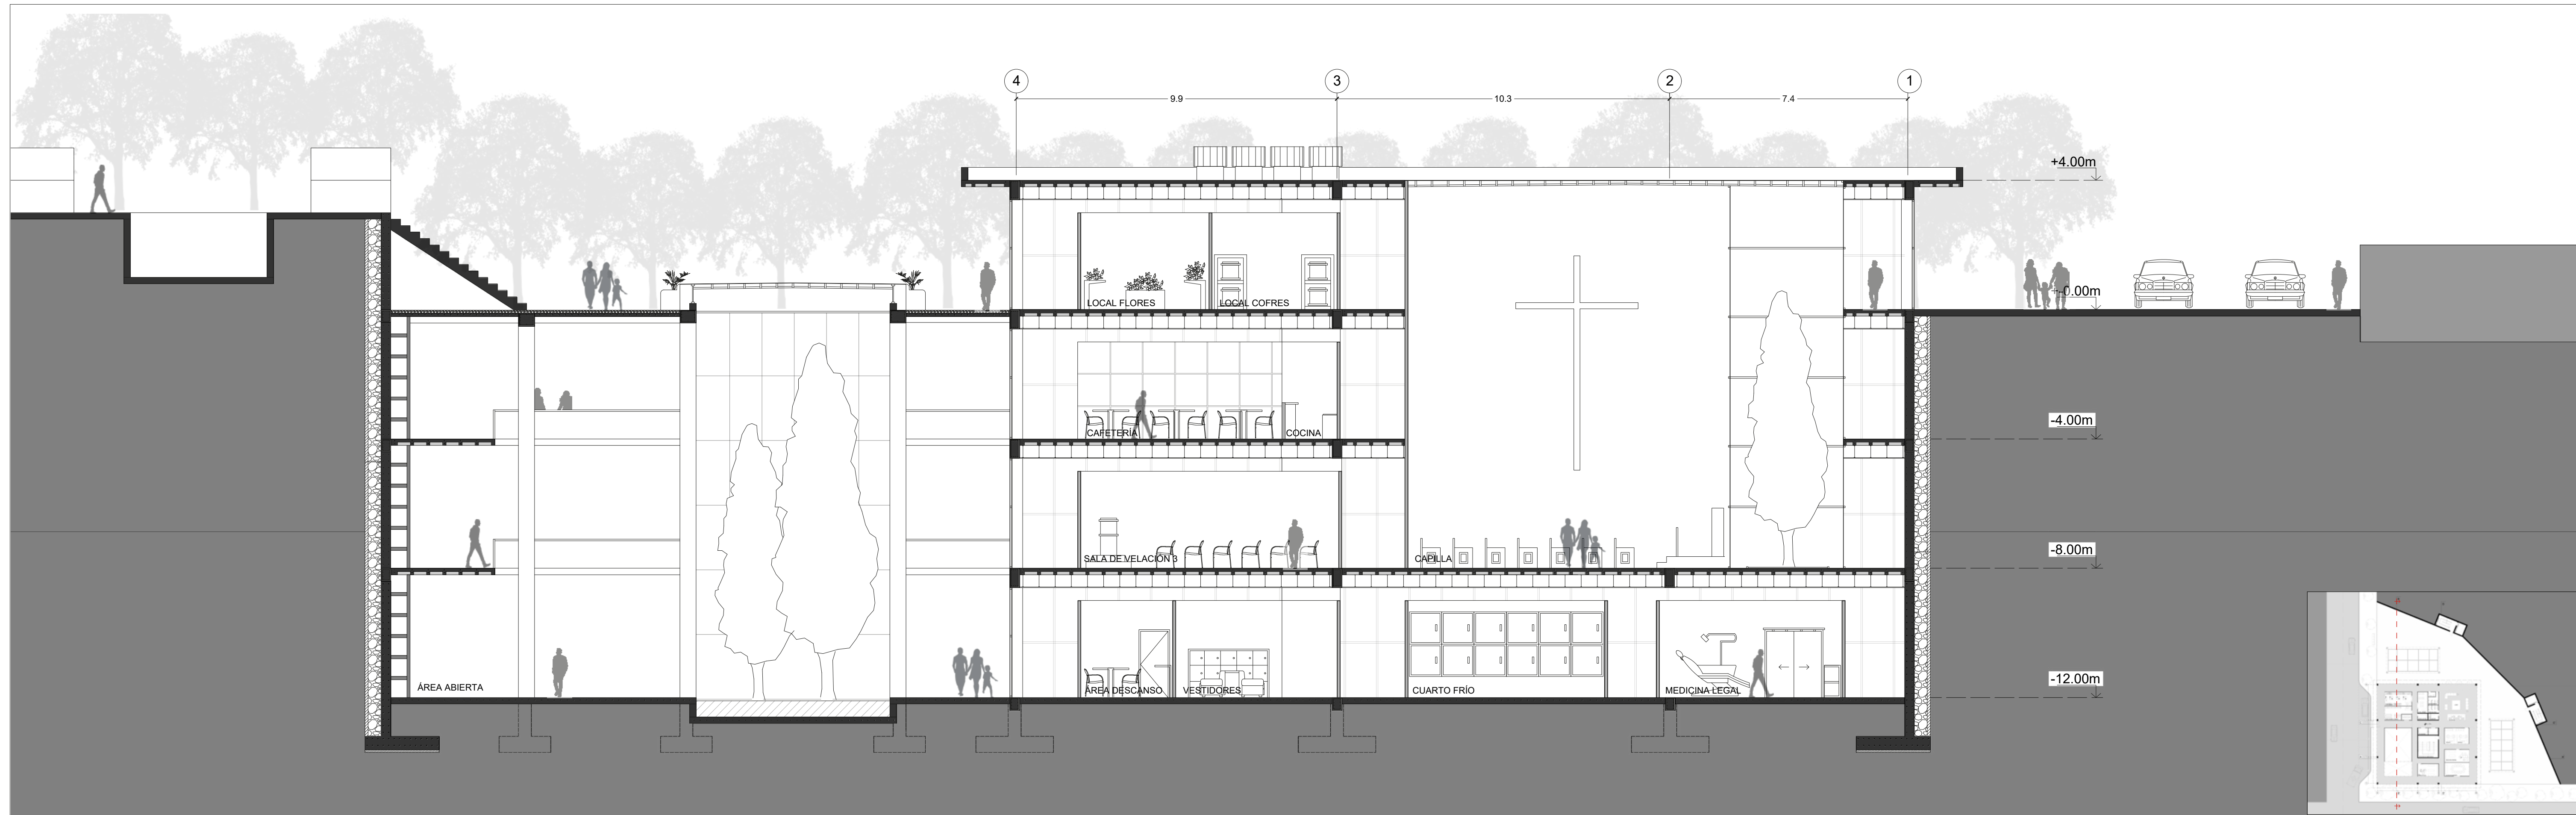 4
3
2
1
9.9
10.3
7.4
+4.00m
LOCAL FLORES
LOCAL COFRES
+-0.00m
CAFETERÍA
COCINA
-4.00m
SALA DE VELACIÓN 3
CAPILLA
-8.00m
ÁREA ABIERTA
ÁREA DESCANSO
VESTIDORES
CUARTO FRÍO
MEDICINA LEGAL
-12.00m